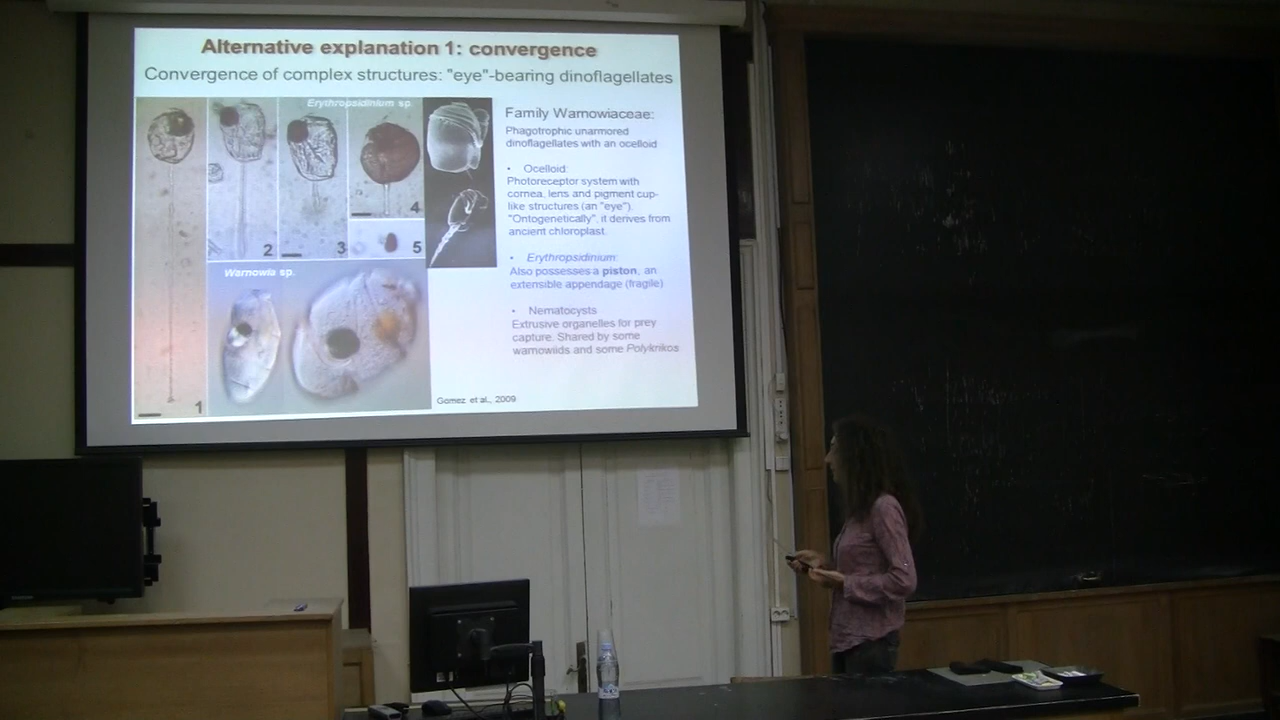 Alternative explanation 1: convergence
Convergence of complex structures: "eye"-bearing dinoflagellates
Erythropsidinium sp.
1
2
3
4
5
Warnowia sp.
Family Warnowiaceae:
Phagotrophic unarmored
dinoflagellates with an ocelloid
• Ocelloid:
Photoreceptor system with
cornea, lens and pigment cup-
like structures (an "eye").
"Ontogenetically", it derives from
ancient chloroplast.
• Erythropsidinium:
Also possesses a piston, an
extensible appendage (fragile)
• Nematocysts
Extrusive organelles for prey
capture. Shared by some
warnowiids and some Polykrikos
Gomez et al., 2009